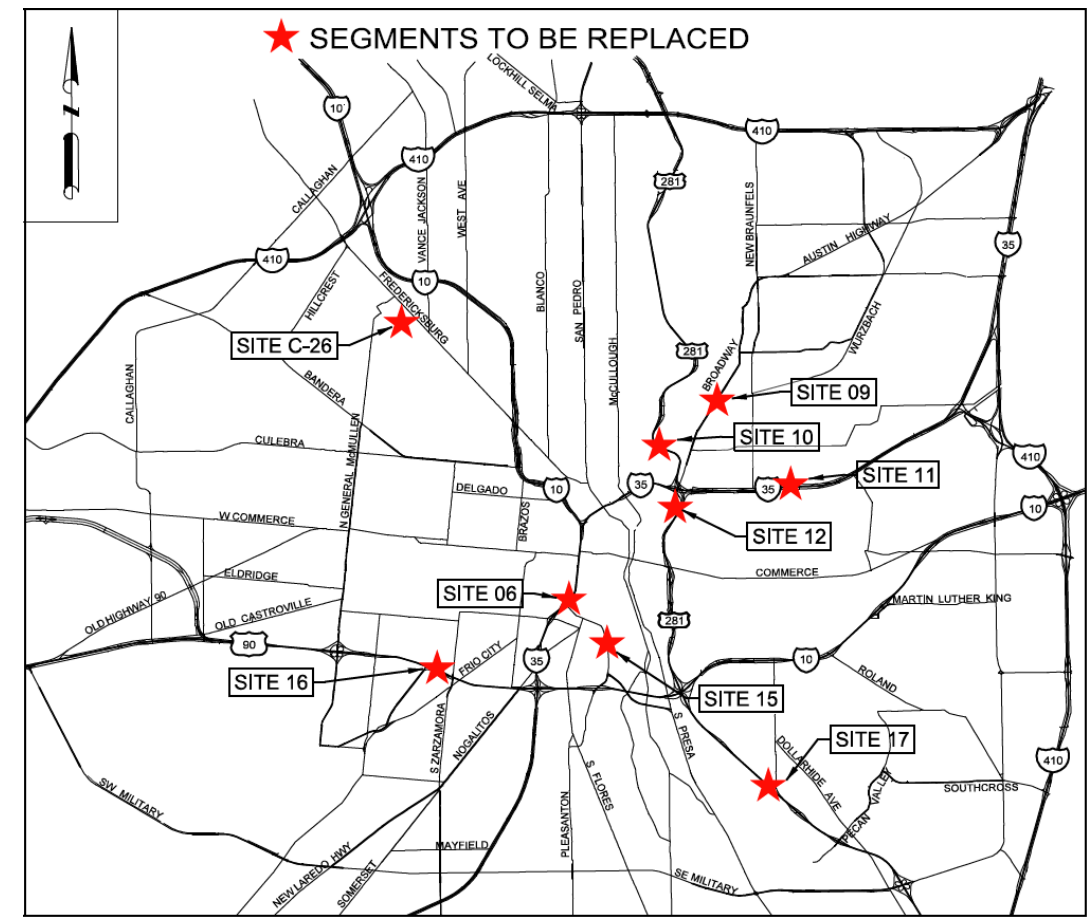 SEGMENTS TO BE REPLACED
N
LOCKHILL SELMA
10
410
410
281
CALLAGHAN
VANCE JACKSON
WEST AVE
NEW BRAUNFELS
AUSTIN HIGHWAY
35
410
10
HILLCREST
FREDERICKSBURG
BLANCO
SAN PEDRO
McCULLOUGH
WURZBACH
SITE C-26
281
BROADWAY
CALLAGHAN
BANDERA
SITE 09
N GENERAL McMULLEN
CULEBRA
SITE 10
410
DELGADO
10
35
35
SITE 11
10
W COMMERCE
BRAZOS
SITE 12
ELDRIDGE
COMMERCE
OLD HIGHWAY 90
OLD CASTROVILLE
SITE 06
MARTIN LUTHER KING
281
90
FRIO CITY
35
10
SITE 16
SITE 15
ROLAND
S ZARZAMORA
NOGALITOS
S PRESA
SITE 17
DOLLARHIDE AVE
410
S FLORES
PECAN VALLEY
SOUTHCROSS
SW MILITARY
PLEASANTON
MAYFIELD
NEW LAREDO HWY
SOMERSET
SE MILITARY